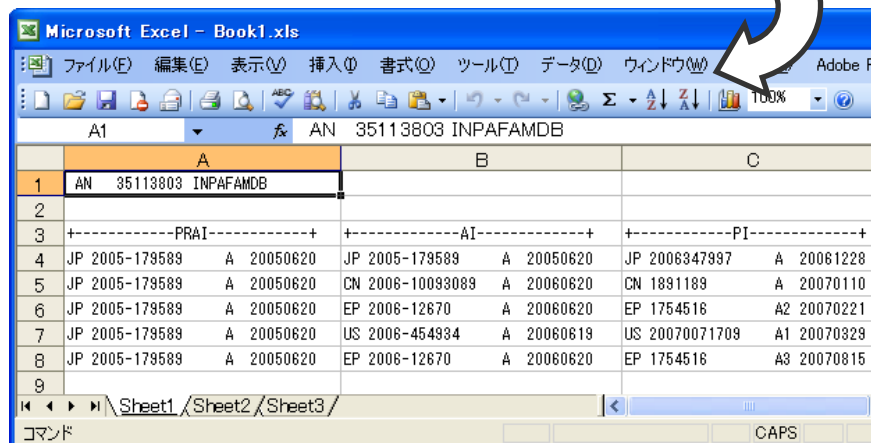 Microsoft Excel - Book1.xls
ファイル(F) 編集(E) 表示(V) 挿入(I) 書式(O) ツール(T) データ(D) ウィンドウ(W) Adobe
100%
A1 fx AN 35113803 INPAFAMDB
A B C
1 AN 35113803 INPAFAMDB
2
3 +------------PRAI------------+ +-------------AI-------------+ +------------PI-------------+
4 JP 2005-179589 A 20050620 JP 2005-179589 A 20050620 JP 2006347997 A 20061228
5 JP 2005-179589 A 20050620 CN 2006-10093089 A 20060620 CN 1891189 A 20070110
6 JP 2005-179589 A 20050620 EP 2006-12670 A 20060620 EP 1754516 A2 20070221
7 JP 2005-179589 A 20050620 US 2006-454934 A 20060619 US 20070071709 A1 20070329
8 JP 2005-179589 A 20050620 EP 2006-12670 A 20060620 EP 1754516 A3 20070815
9
Sheet1 Sheet2 Sheet3
コマンド CAPS